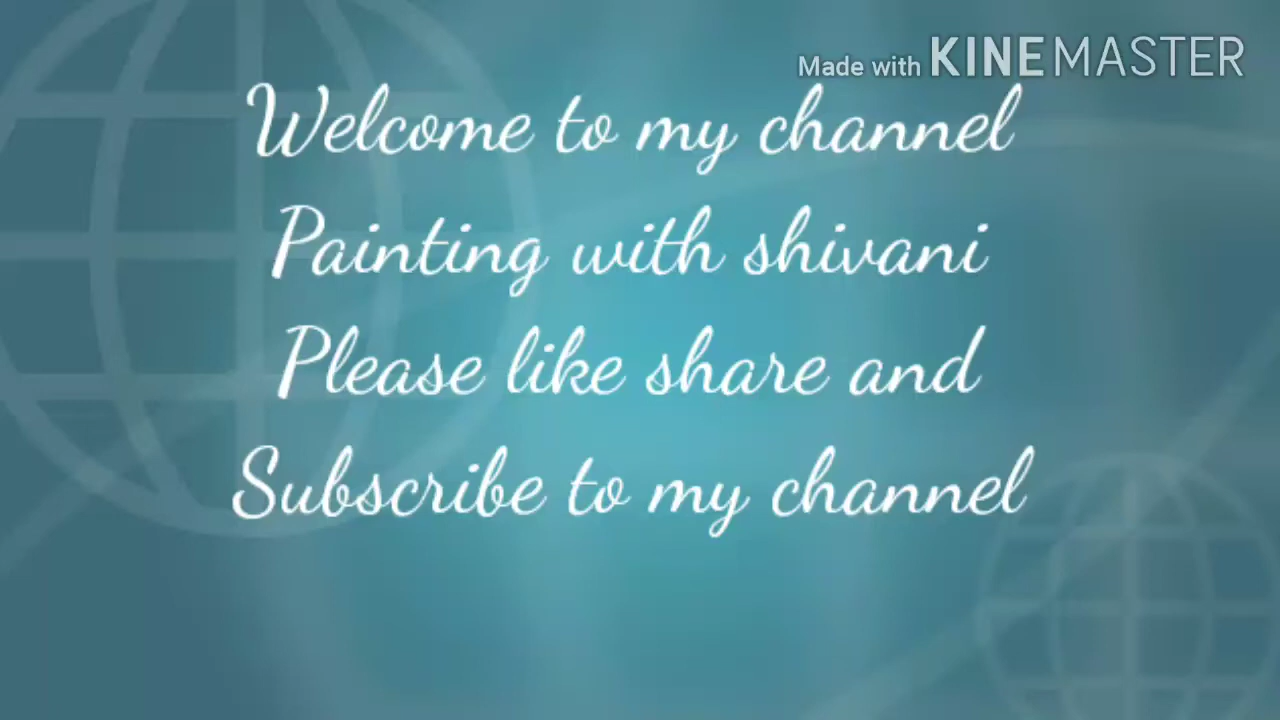 Made with KINEMASTER
Welcome to my channel
Painting with shivani
Please like share and
Subscribe to my channel